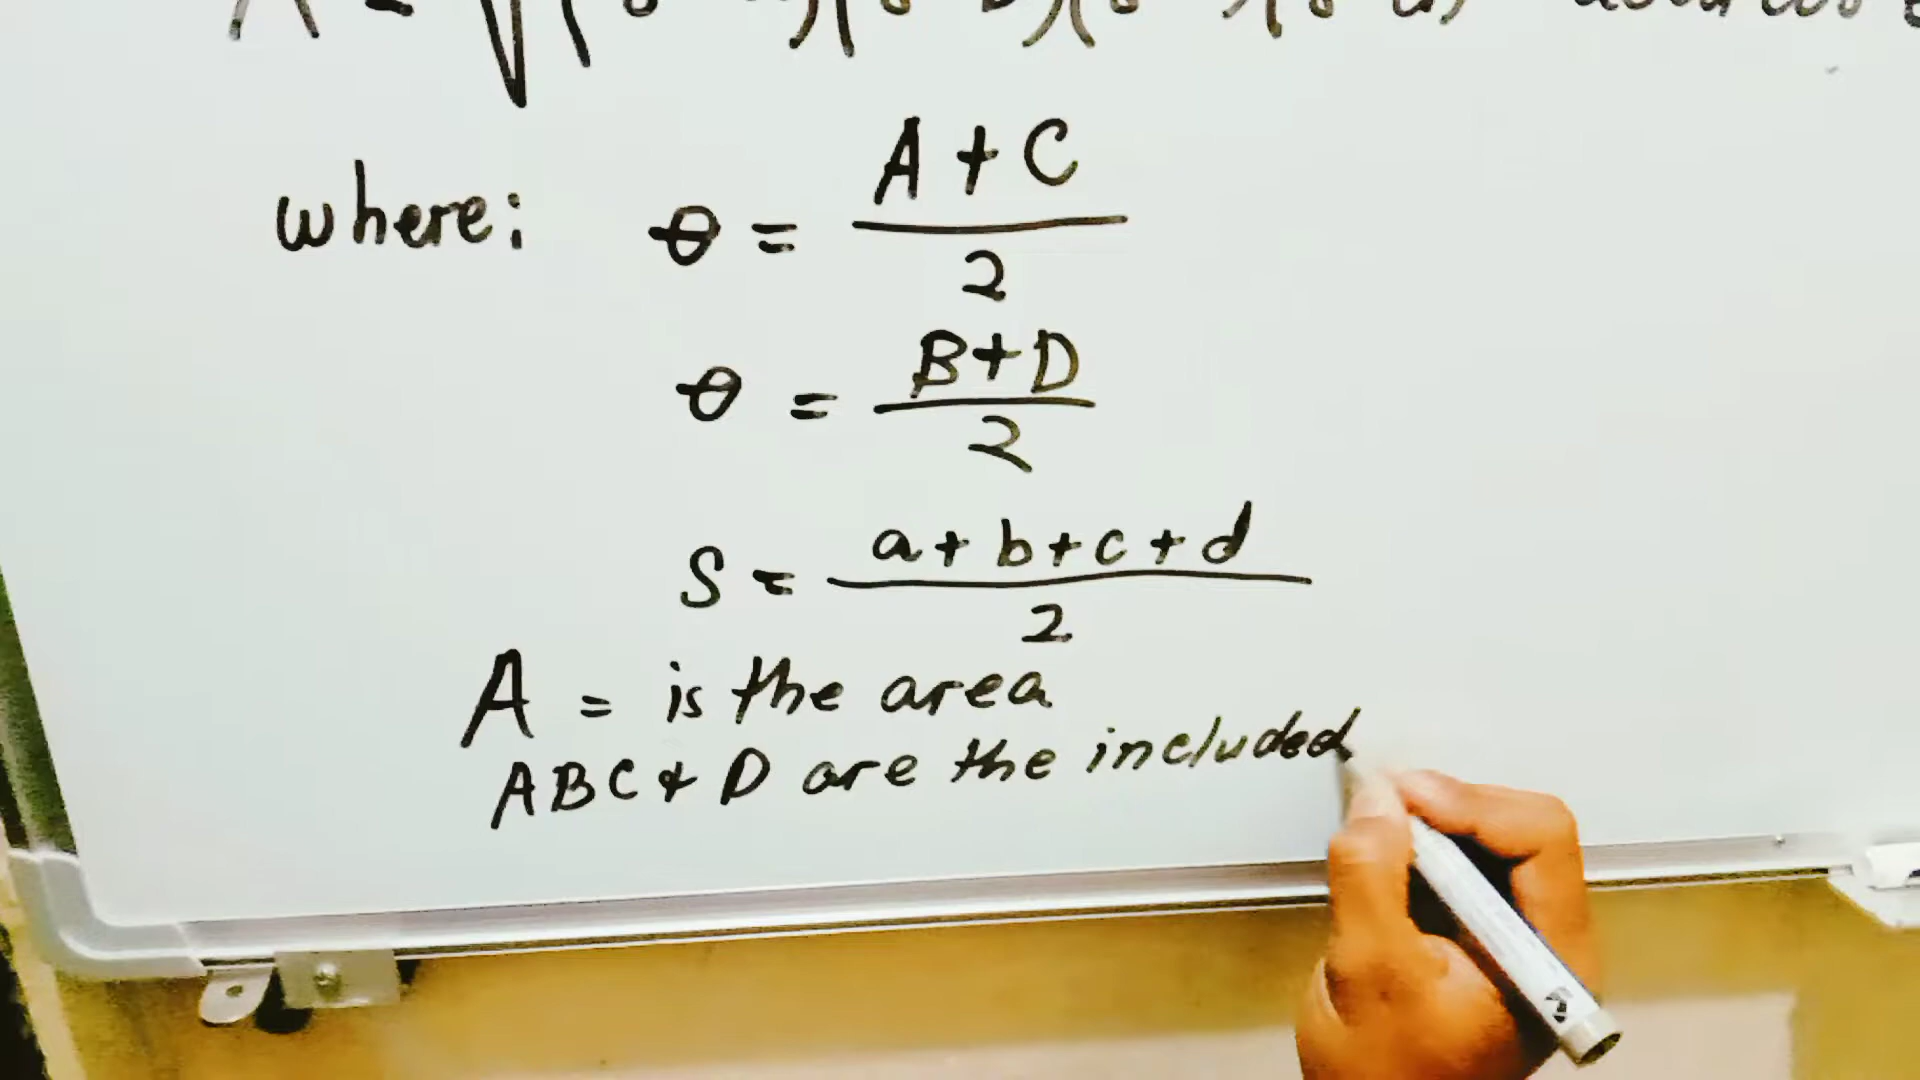 where: θ = A + C / 2
θ = B + D / 2
S = a + b + c + d / 2
A = is the area
ABC & D are the included